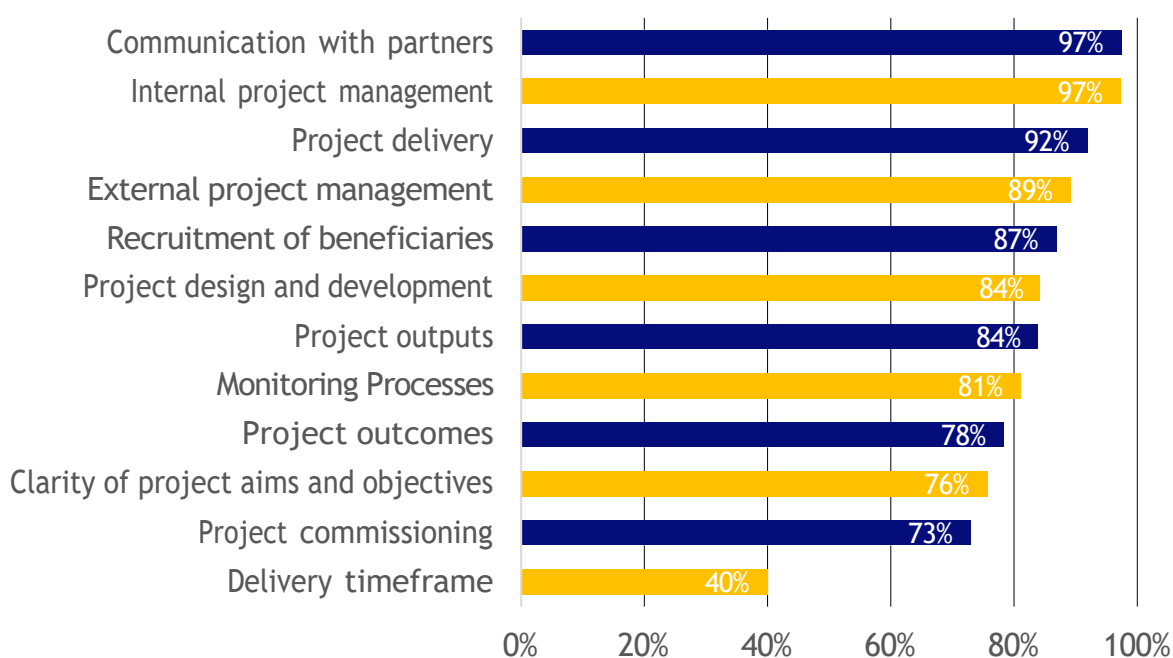 Communication with partners 97%
Internal project management 97%
Project delivery 92%
External project management 89%
Recruitment of beneficiaries 87%
Project design and development 84%
Project outputs 84%
Monitoring Processes 81%
Project outcomes 78%
Clarity of project aims and objectives 76%
Project commissioning 73%
Delivery timeframe 40%
0% 20% 40% 60% 80% 100%